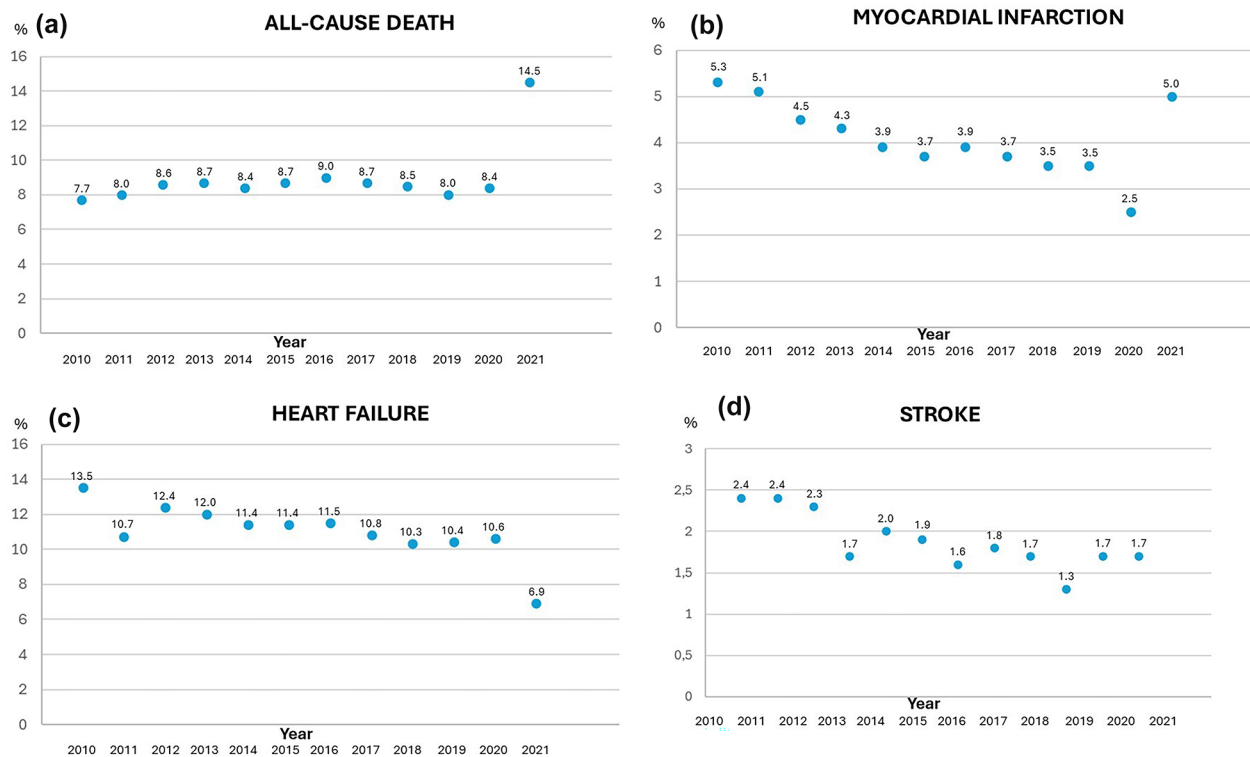 (a) ALL-CAUSE DEATH
%
16
14
12
10
8
6
4
2
0
7.7 8.0 8.6 8.7 8.4 8.7 9.0 8.7 8.5 8.0 8.4 14.5
Year
2010 2011 2012 2013 2014 2015 2016 2017 2018 2019 2020 2021
(b) MYOCARDIAL INFARCTION
%
6
5
4
3
2
1
0
5.3 5.1 4.5 4.3 3.9 3.7 3.9 3.7 3.5 3.5 2.5 5.0
Year
2010 2011 2012 2013 2014 2015 2016 2017 2018 2019 2020 2021
(c) HEART FAILURE
%
16
14
12
10
8
6
4
2
0
13.5 10.7 12.4 12.0 11.4 11.4 11.5 10.8 10.3 10.4 10.6 6.9
Year
2010 2011 2012 2013 2014 2015 2016 2017 2018 2019 2020 2021
(d) STROKE
%
3
2,5
2
1,5
1
0,5
0
2.4 2.4 2.3 1.7 2.0 1.9 1.6 1.8 1.7 1.3 1.7 1.7
Year
2010 2011 2012 2013 2014 2015 2016 2017 2018 2019 2020 2021